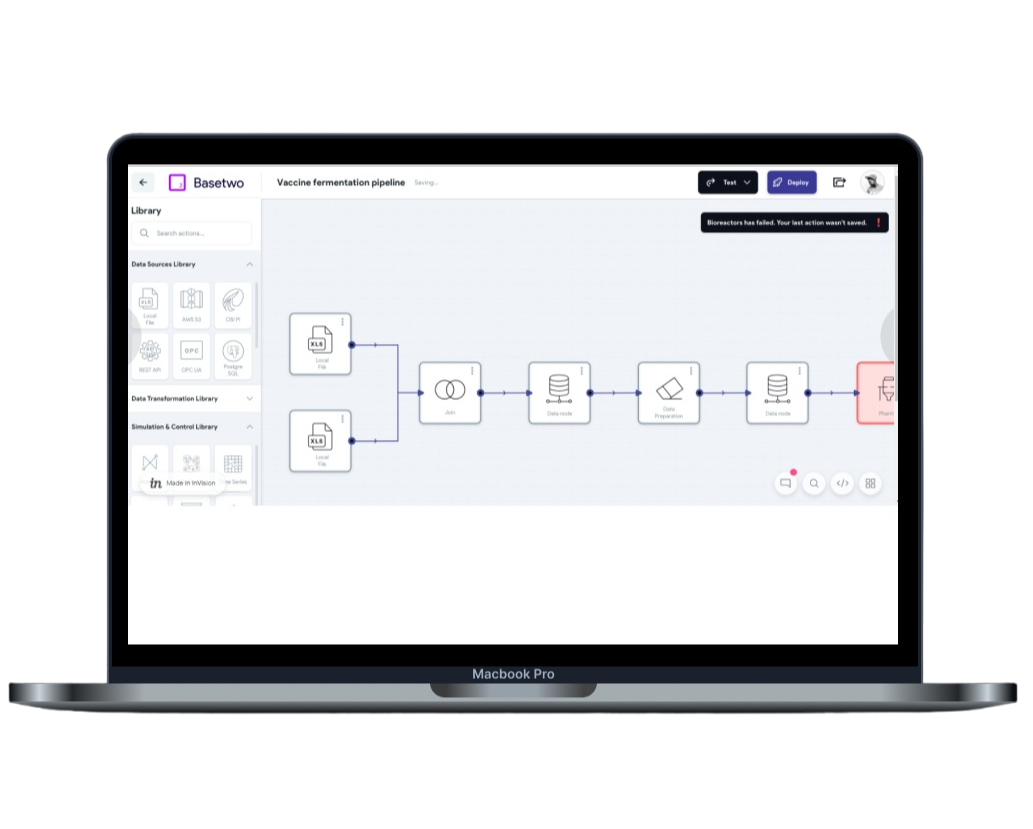 Basetwo
Vaccine fermentation pipeline
Saving...
Test
Deploy
Library
Search actions...
Bioreactors has failed. Your last action wasn't saved.
Data Sources Library
XLS
Local
File
AWS S3
OSI PI
REST API
OPC
OPC UA
Postgre
SQL
Data Transformation Library
Simulation & Control Library
Series
in Made in InVision
XLS
Local
File
XLS
Local
File
Join
Data node
Data
Preparation
Data node
</>
Macbook Pro